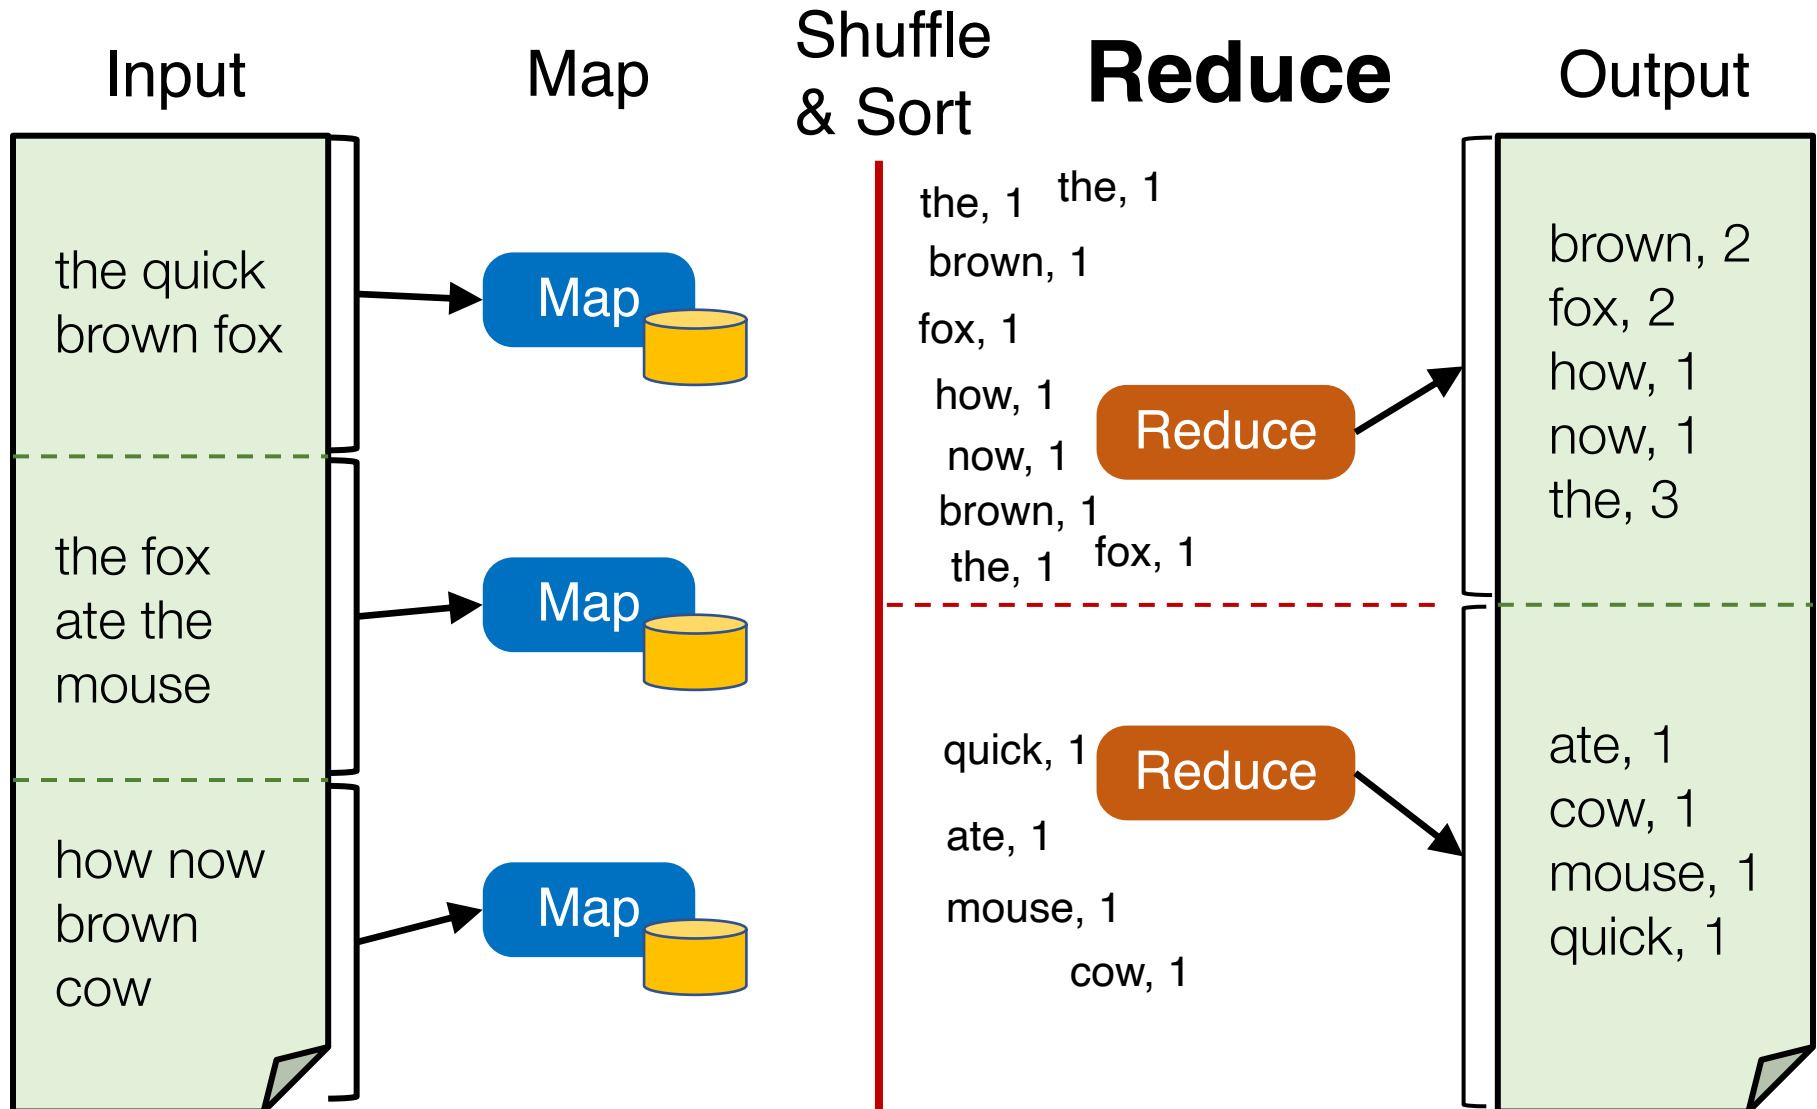 Input
Map
Shuffle
& Sort
Reduce
Output
the quick
brown fox
the fox
ate the
mouse
how now
brown
cow
Map
Map
Map
the, 1
the, 1
brown, 1
fox, 1
how, 1
now, 1
brown, 1
the, 1
fox, 1
Reduce
quick, 1
ate, 1
mouse, 1
cow, 1
Reduce
brown, 2
fox, 2
how, 1
now, 1
the, 3
ate, 1
cow, 1
mouse, 1
quick, 1